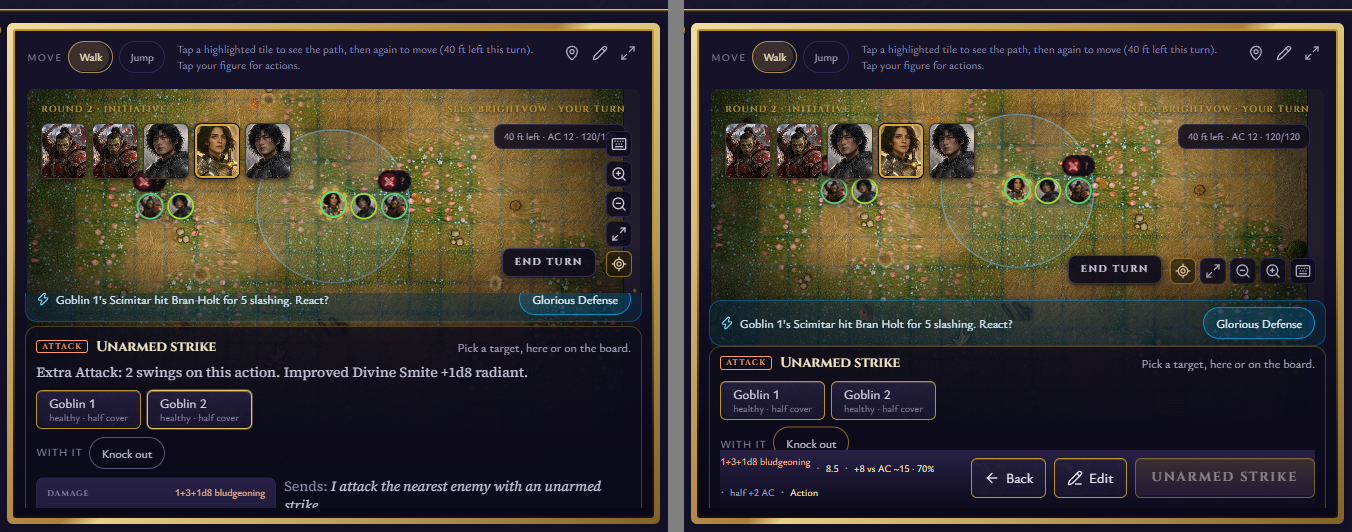 MOVE Walk Jump
Tap a highlighted tile to see the path, then again to move (40 ft left this turn).
Tap your figure for actions.
ROUND 2 · INITIATIVE
BRIGHTVOW · YOUR TURN
40 ft left · AC 12 · 120/1
END TURN
Goblin 1's Scimitar hit Bran Holt for 5 slashing. React?
Glorious Defense
ATTACK UNARMED STRIKE
Pick a target, here or on the board.
Extra Attack: 2 swings on this action. Improved Divine Smite +1d8 radiant.
Goblin 1
healthy · half cover
Goblin 2
healthy · half cover
WITH IT Knock out
DAMAGE 1+3+1d8 bludgeoning
Sends: I attack the nearest enemy with an unarmed
strike
MOVE Walk Jump
Tap a highlighted tile to see the path, then again to move (40 ft left this turn).
Tap your figure for actions.
ROUND 2 · INITIATIVE
BRIGHTVOW · YOUR TURN
40 ft left · AC 12 · 120/120
END TURN
Goblin 1's Scimitar hit Bran Holt for 5 slashing. React?
Glorious Defense
ATTACK UNARMED STRIKE
Pick a target, here or on the board.
Goblin 1
healthy · half cover
Goblin 2
healthy · half cover
WITH IT Knock out
1+3+1d8 bludgeoning · 8.5 · +8 vs AC ~15 · 70%
· half +2 AC · Action
Back
Edit
UNARMED STRIKE